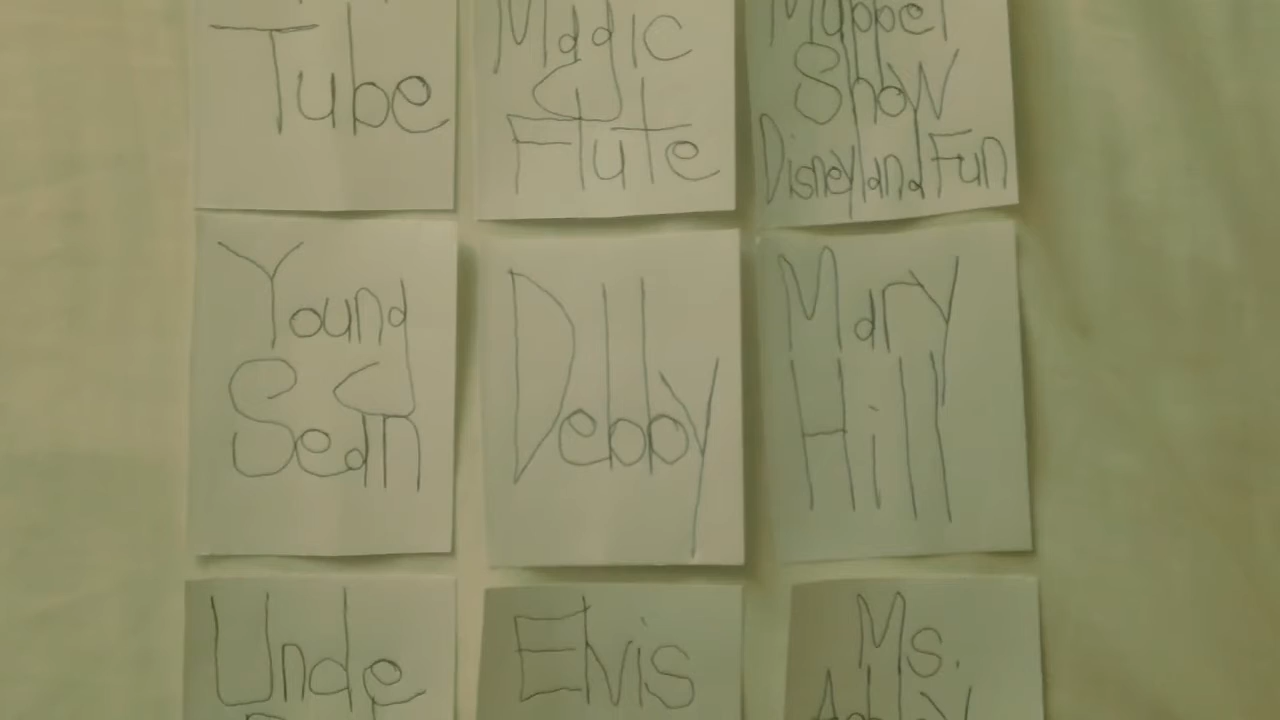 Tube
Magic
Flute
Muppet
Show
Disneyland Fun
Young
Sean
Debby
Mary
Hill
Uncle
Elvis
Ms.